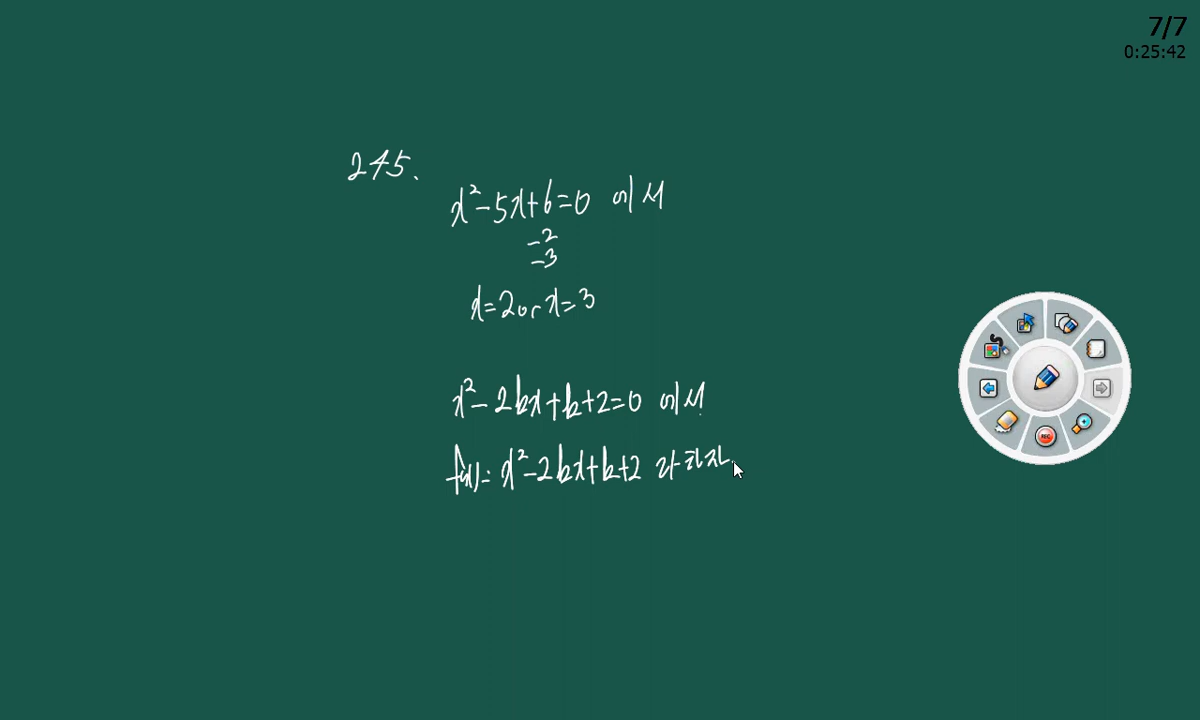 7/7
0:25:42
245.
x²-5x+6=0 에서
-2
-3
x=2 or x=3
x²-2kx+k+2=0 에서
f(x)=x²-2kx+k+2 라 하자
REC